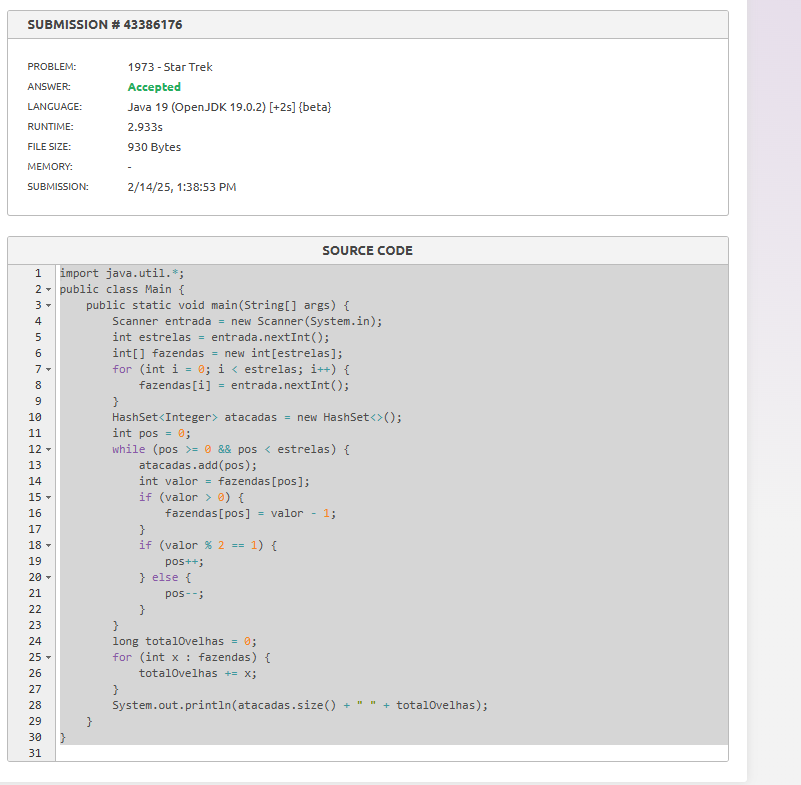 SUBMISSION # 43386176
PROBLEM: 1973 - Star Trek
ANSWER: Accepted
LANGUAGE: Java 19 (OpenJDK 19.0.2) [+2s] {beta}
RUNTIME: 2.933s
FILE SIZE: 930 Bytes
MEMORY: -
SUBMISSION: 2/14/25, 1:38:53 PM
SOURCE CODE
1 import java.util.*;
2 public class Main {
3     public static void main(String[] args) {
4         Scanner entrada = new Scanner(System.in);
5         int estrelas = entrada.nextInt();
6         int[] fazendas = new int[estrelas];
7         for (int i = 0; i < estrelas; i++) {
8             fazendas[i] = entrada.nextInt();
9         }
10         HashSet<Integer> atacadas = new HashSet<>();
11         int pos = 0;
12         while (pos >= 0 && pos < estrelas) {
13             atacadas.add(pos);
14             int valor = fazendas[pos];
15             if (valor > 0) {
16                 fazendas[pos] = valor - 1;
17             }
18             if (valor % 2 == 1) {
19                 pos++;
20             } else {
21                 pos--;
22             }
23         }
24         long totalOvelhas = 0;
25         for (int x : fazendas) {
26             totalOvelhas += x;
27         }
28         System.out.println(atacadas.size() + " " + totalOvelhas);
29     }
30 }
31